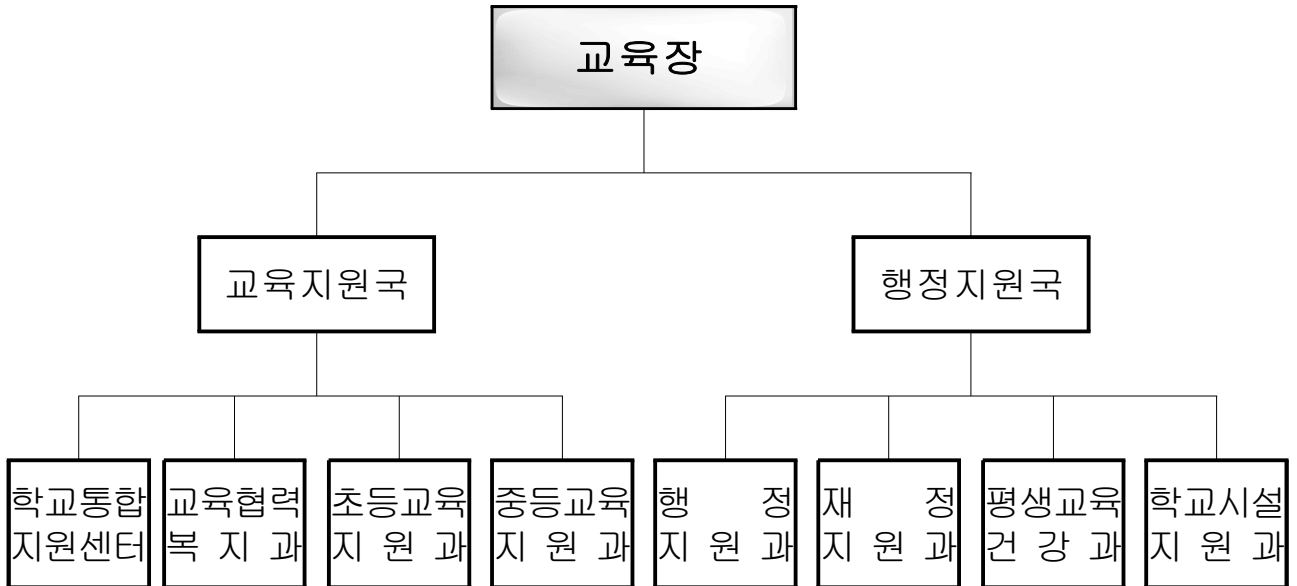 교육장
교육지원국
행정지원국
학교통합
지원센터
교육협력
복 지 과
초등교육
지 원 과
중등교육
지 원 과
행 정
지 원 과
재 정
지 원 과
평생교육
건 강 과
학교시설
지 원 과